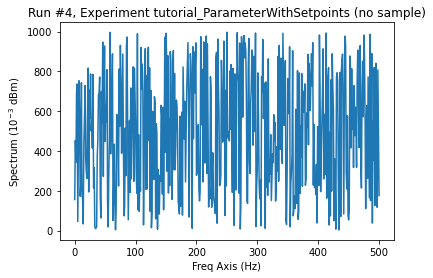 Run #4, Experiment tutorial_ParameterWithSetpoints (no sample)
1000
800
600
400
200
0
Spectrum (10⁻³ dBm)
0 100 200 300 400 500
Freq Axis (Hz)